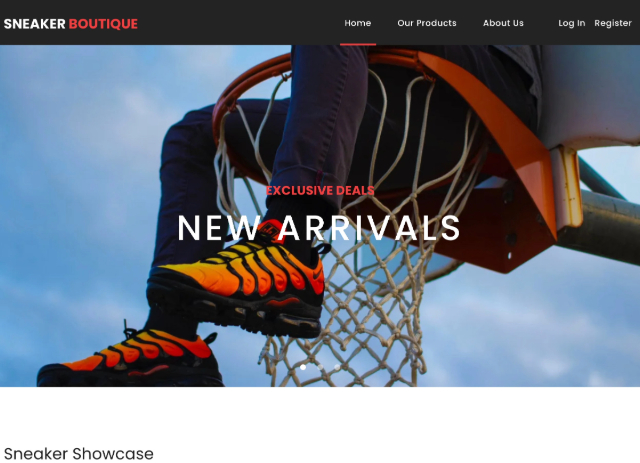 SNEAKER BOUTIQUE
Home Our Products About Us Log In Register
EXCLUSIVE DEALS
NEW ARRIVALS
Sneaker Showcase